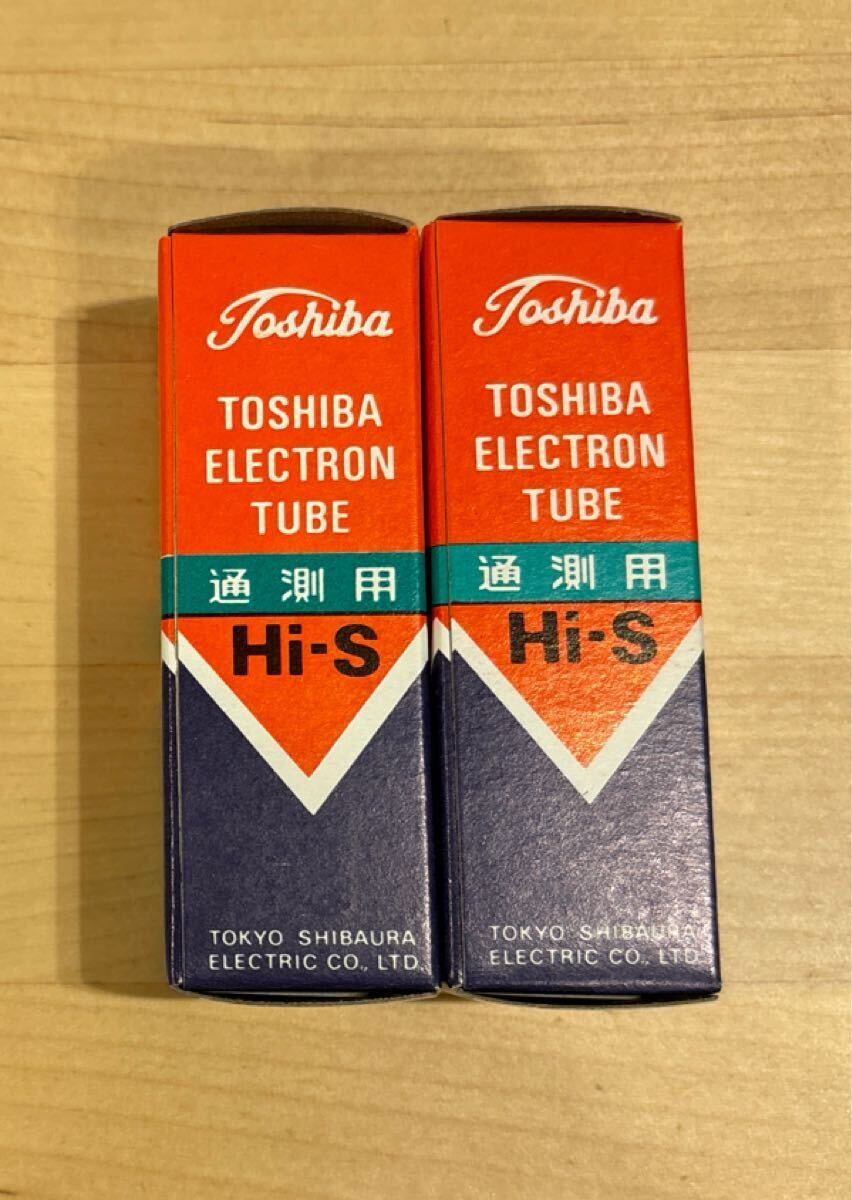 Toshiba
TOSHIBA
ELECTRON
TUBE
通測用
Hi-S
TOKYO SHIBAURA
ELECTRIC CO., LTD.
Toshiba
TOSHIBA
ELECTRON
TUBE
通測用
Hi-S
TOKYO SHIBAURA
ELECTRIC CO., LTD.